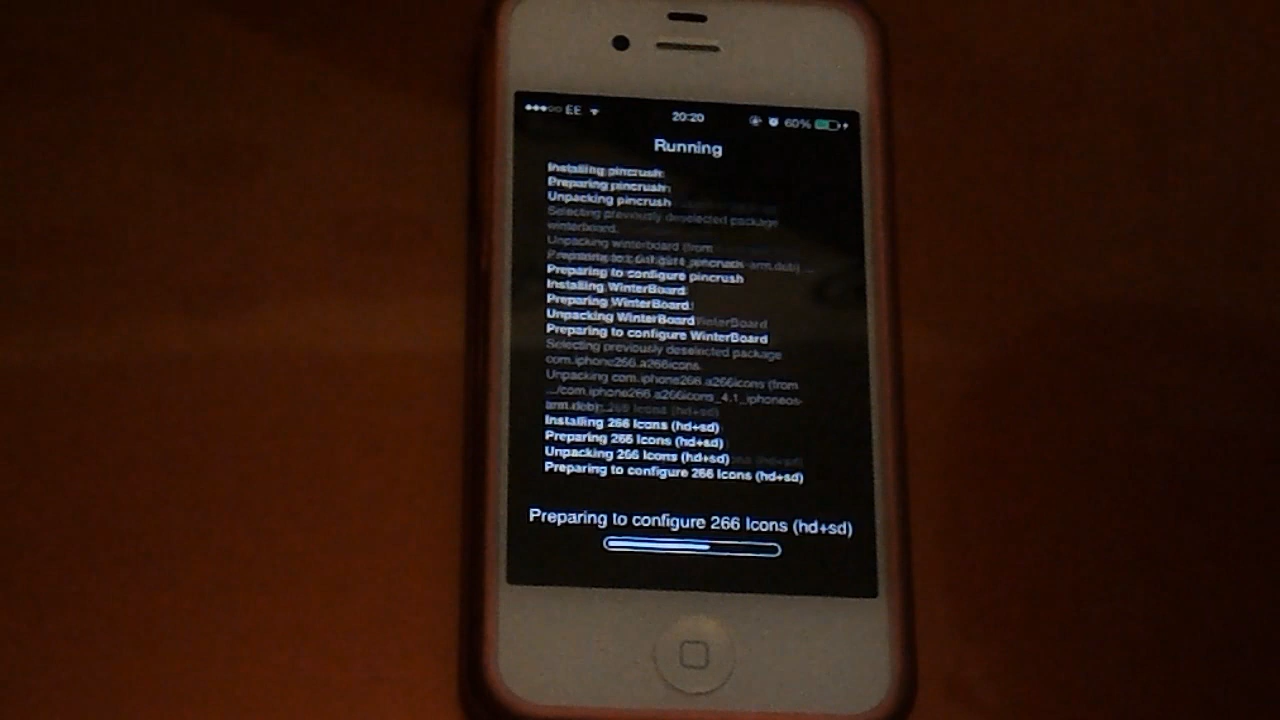 EE 20:20 60%
Running
Installing pincrush
Preparing pincrush
Unpacking pincrush
Selecting previously deselected package
winterboard.
Unpacking winterboard (from
Preparing to configure pincrush
Installing WinterBoard
Preparing WinterBoard
Unpacking WinterBoard
Preparing to configure WinterBoard
Selecting previously deselected package
com.iphone266.a266icons.
Unpacking com.iphone266.a266icons (from
.../com.iphone266.a266icons_4.1_iphoneos-
arm.deb)
Installing 266 Icons (hd+sd)
Preparing 266 Icons (hd+sd)
Unpacking 266 Icons (hd+sd)
Preparing to configure 266 Icons (hd+sd)
Preparing to configure 266 Icons (hd+sd)